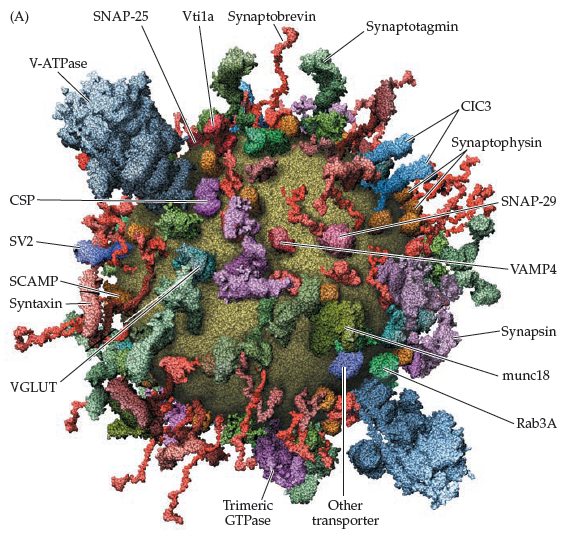 (A)
SNAP-25
Vti1a
Synaptobrevin
Synaptotagmin
V-ATPase
CIC3
Synaptophysin
CSP
SNAP-29
SV2
VAMP4
SCAMP
Syntaxin
Synapsin
VGLUT
munc18
Rab3A
Trimeric
GTPase
Other
transporter